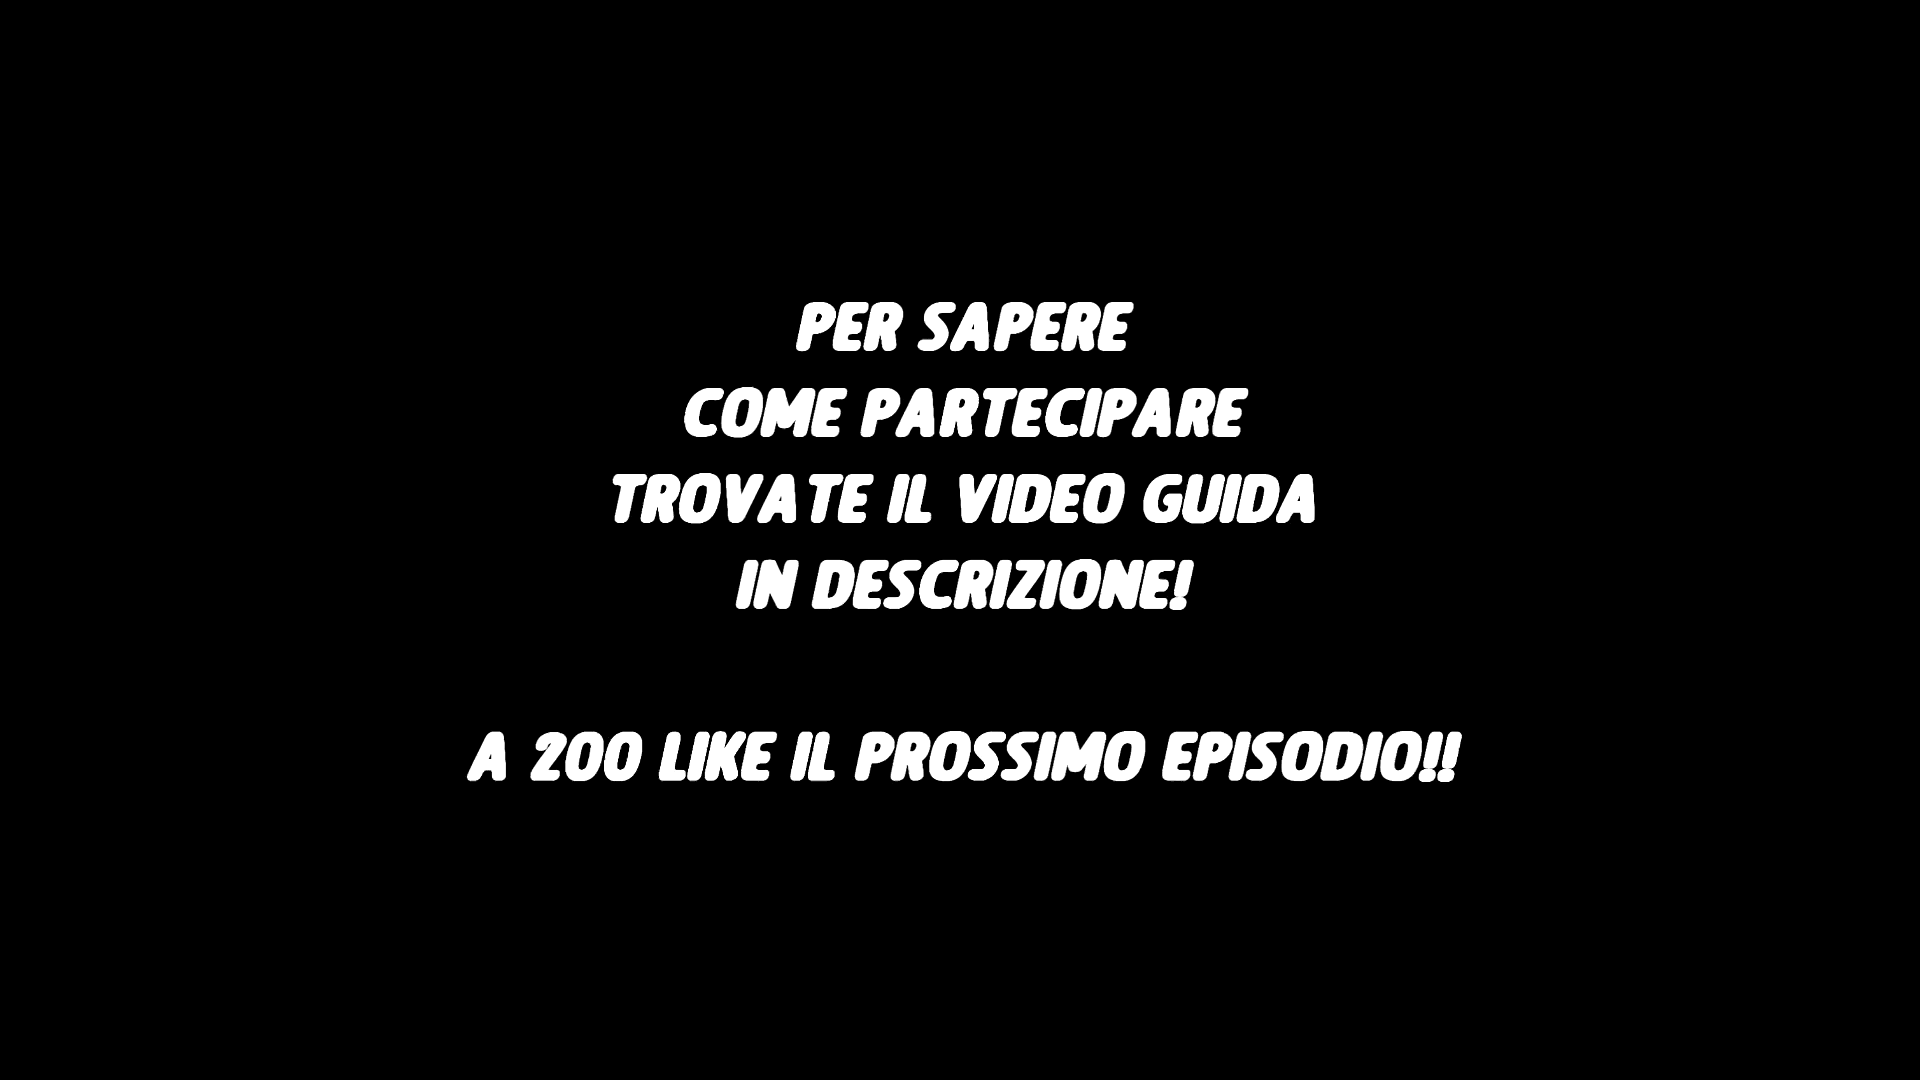 PER SAPERE
COME PARTECIPARE
TROVATE IL VIDEO GUIDA
IN DESCRIZIONE!
A 200 LIKE IL PROSSIMO EPISODIO!!